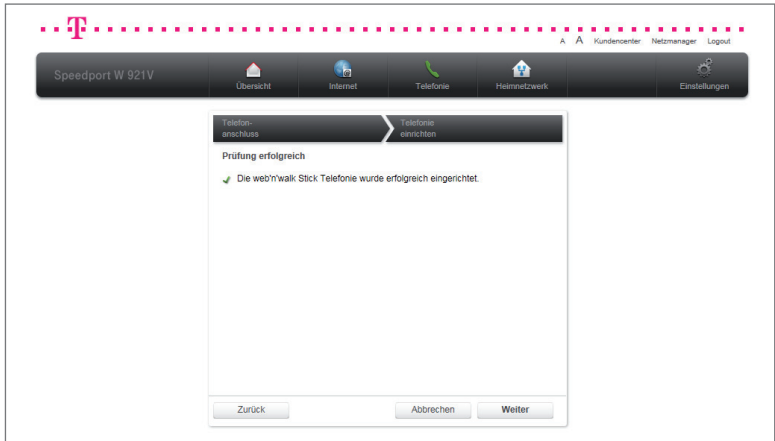 T
A A Kundencenter Netzmanager Logout
Speedport W 921V
Übersicht Internet Telefonie Heimnetzwerk Einstellungen
Telefon-
anschluss
Telefonie
einrichten
Prüfung erfolgreich
Die web'n'walk Stick Telefonie wurde erfolgreich eingerichtet.
Zurück Abbrechen Weiter